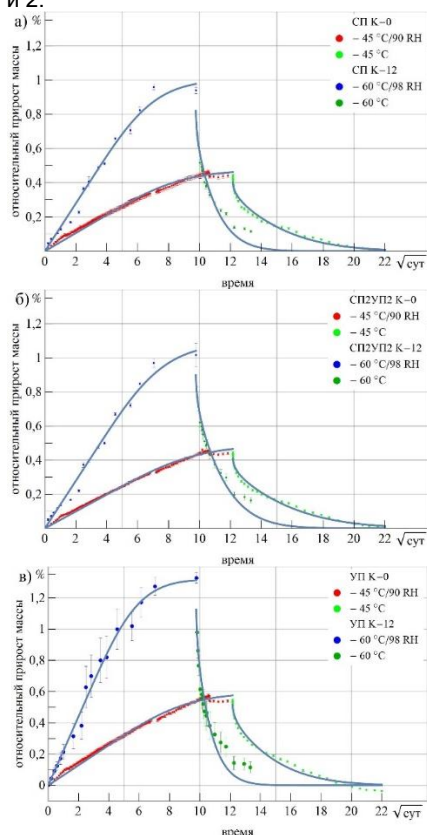 и 2.
а)
%
1,2
1
0,8
0,6
0,4
0,2
0
относительный прирост массы
СП К-0
– 45 °C/90 RH
– 45 °C
СП К-12
– 60 °C/98 RH
– 60 °C
0 2 4 6 8 10 12 14 16 18 20 22 √сут
время
б)
%
1,2
1
0,8
0,6
0,4
0,2
0
относительный прирост массы
СП2УП2 К-0
– 45 °C/90 RH
– 45 °C
СП2УП2 К-12
– 60 °C/98 RH
– 60 °C
0 2 4 6 8 10 12 14 16 18 20 22 √сут
время
в)
%
1,2
1
0,8
0,6
0,4
0,2
0
относительный прирост массы
УП К-0
– 45 °C/90 RH
– 45 °C
УП К-12
– 60 °C/98 RH
– 60 °C
0 2 4 6 8 10 12 14 16 18 20 22 √сут
время